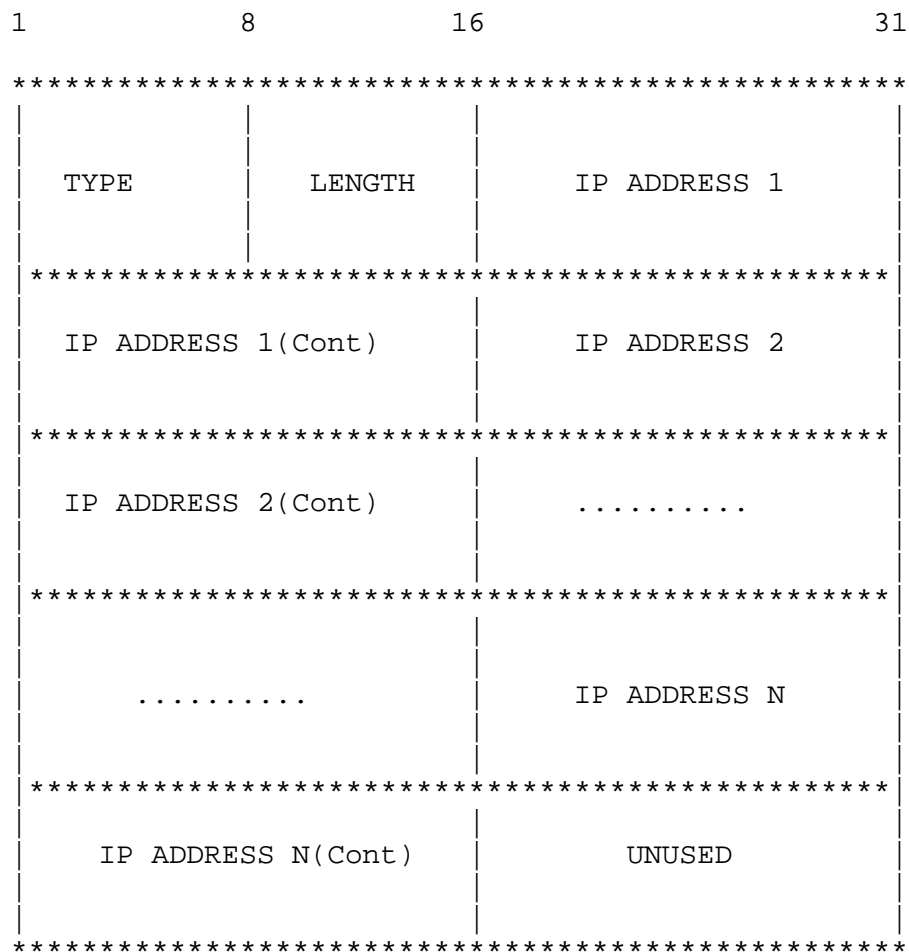 1 8 16 31
***************************************************
TYPE LENGTH IP ADDRESS 1
*************************************************
IP ADDRESS 1(Cont) IP ADDRESS 2
*************************************************
IP ADDRESS 2(Cont) ..........
*************************************************
.......... IP ADDRESS N
*************************************************
IP ADDRESS N(Cont) UNUSED
***************************************************